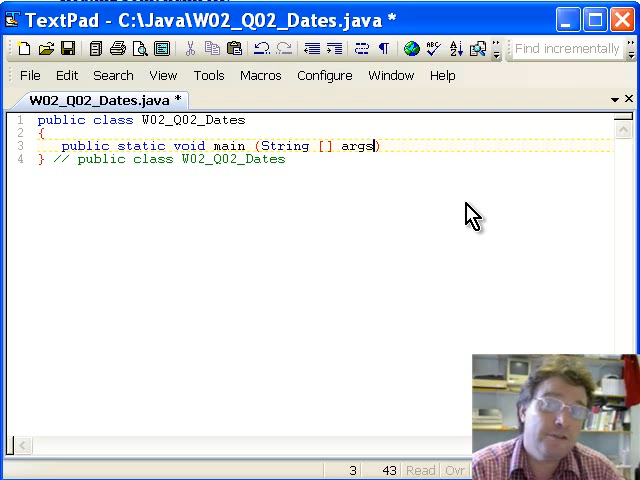 TextPad - C:\Java\W02_Q02_Dates.java *
Find incrementally
File Edit Search View Tools Macros Configure Window Help
W02_Q02_Dates.java *
1 public class W02_Q02_Dates
2 {
3 public static void main (String [] args)
4 } // public class W02_Q02_Dates
3 43 Read Ovr